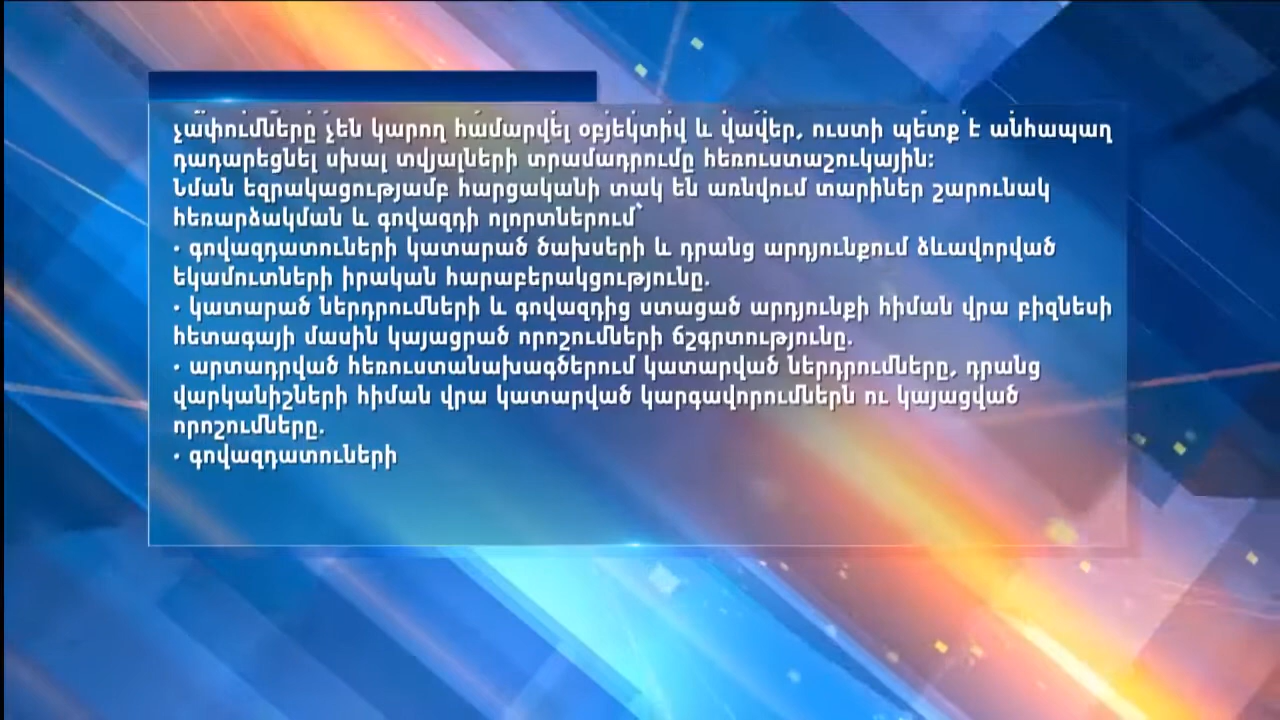 չափումները չեն կարող համարվել օբյեկտիվ և վավեր, ուստի պետք է անհապաղ
դադարեցնել սխալ տվյալների տրամադրումը հեռուստաշուկային։
Նման եզրակացությամբ հարցականի տակ են առնվում տարիներ շարունակ
հեռարձակման և գովազդի ոլորտներում՝
• գովազդատուների կատարած ծախսերի և դրանց արդյունքում ձևավորված
եկամուտների իրական հարաբերակցությունը.
• կատարած ներդրումների և գովազդից ստացած արդյունքի հիման վրա բիզնեսի
հետագայի մասին կայացրած որոշումների ճշգրտությունը.
• արտադրված հեռուստանախագծերում կատարված ներդրումները, դրանց
վարկանիշների հիման վրա կատարված կարգավորումներն ու կայացված
որոշումները.
• գովազդատուների